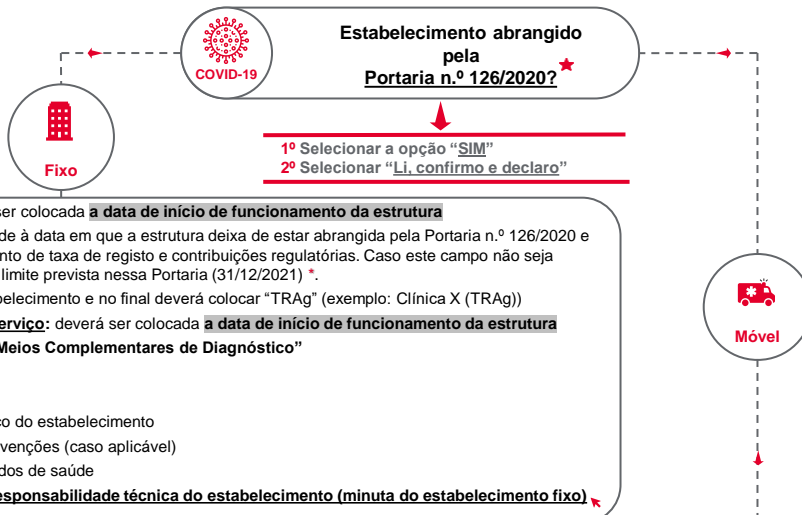 Estabelecimento abrangido
pela
Portaria n.º 126/2020?
COVID-19
1º Selecionar a opção “SIM”
2º Selecionar “Li, confirmo e declaro”
Fixo
ser colocada a data de início de funcionamento da estrutura
de à data em que a estrutura deixa de estar abrangida pela Portaria n.º 126/2020 e
nto de taxa de registo e contribuições regulatórias. Caso este campo não seja
limite prevista nessa Portaria (31/12/2021) *.
belecimento e no final deverá colocar “TRAg” (exemplo: Clínica X (TRAg))
erviço: deverá ser colocada a data de início de funcionamento da estrutura
Meios Complementares de Diagnóstico”
co do estabelecimento
venções (caso aplicável)
dos de saúde
esponsabilidade técnica do estabelecimento (minuta do estabelecimento fixo)
Móvel